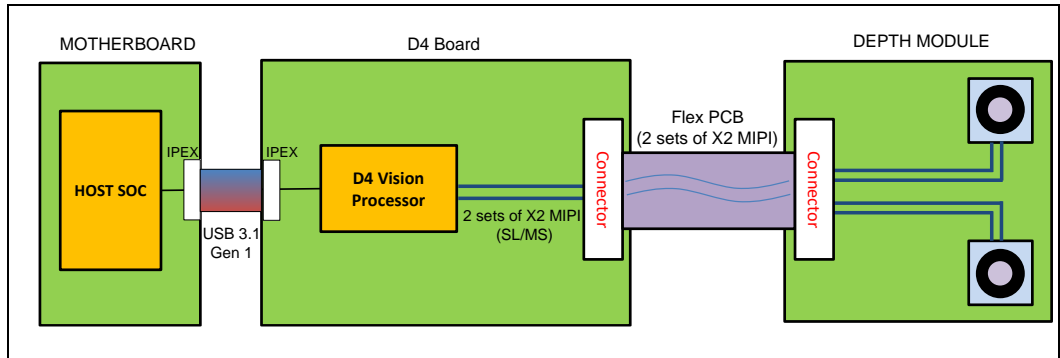 MOTHERBOARD
D4 Board
DEPTH MODULE
HOST SOC
IPEX
IPEX
USB 3.1
Gen 1
D4 Vision
Processor
2 sets of X2 MIPI
(SL/MS)
Connector
Flex PCB
(2 sets of X2 MIPI)
Connector